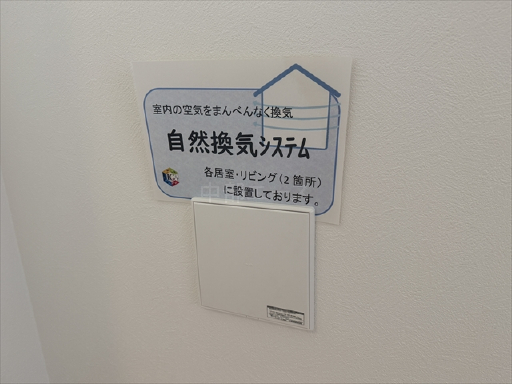 室内の空気をまんべんなく換気
自然換気システム
各居室・リビング(2箇所)
に設置しております。